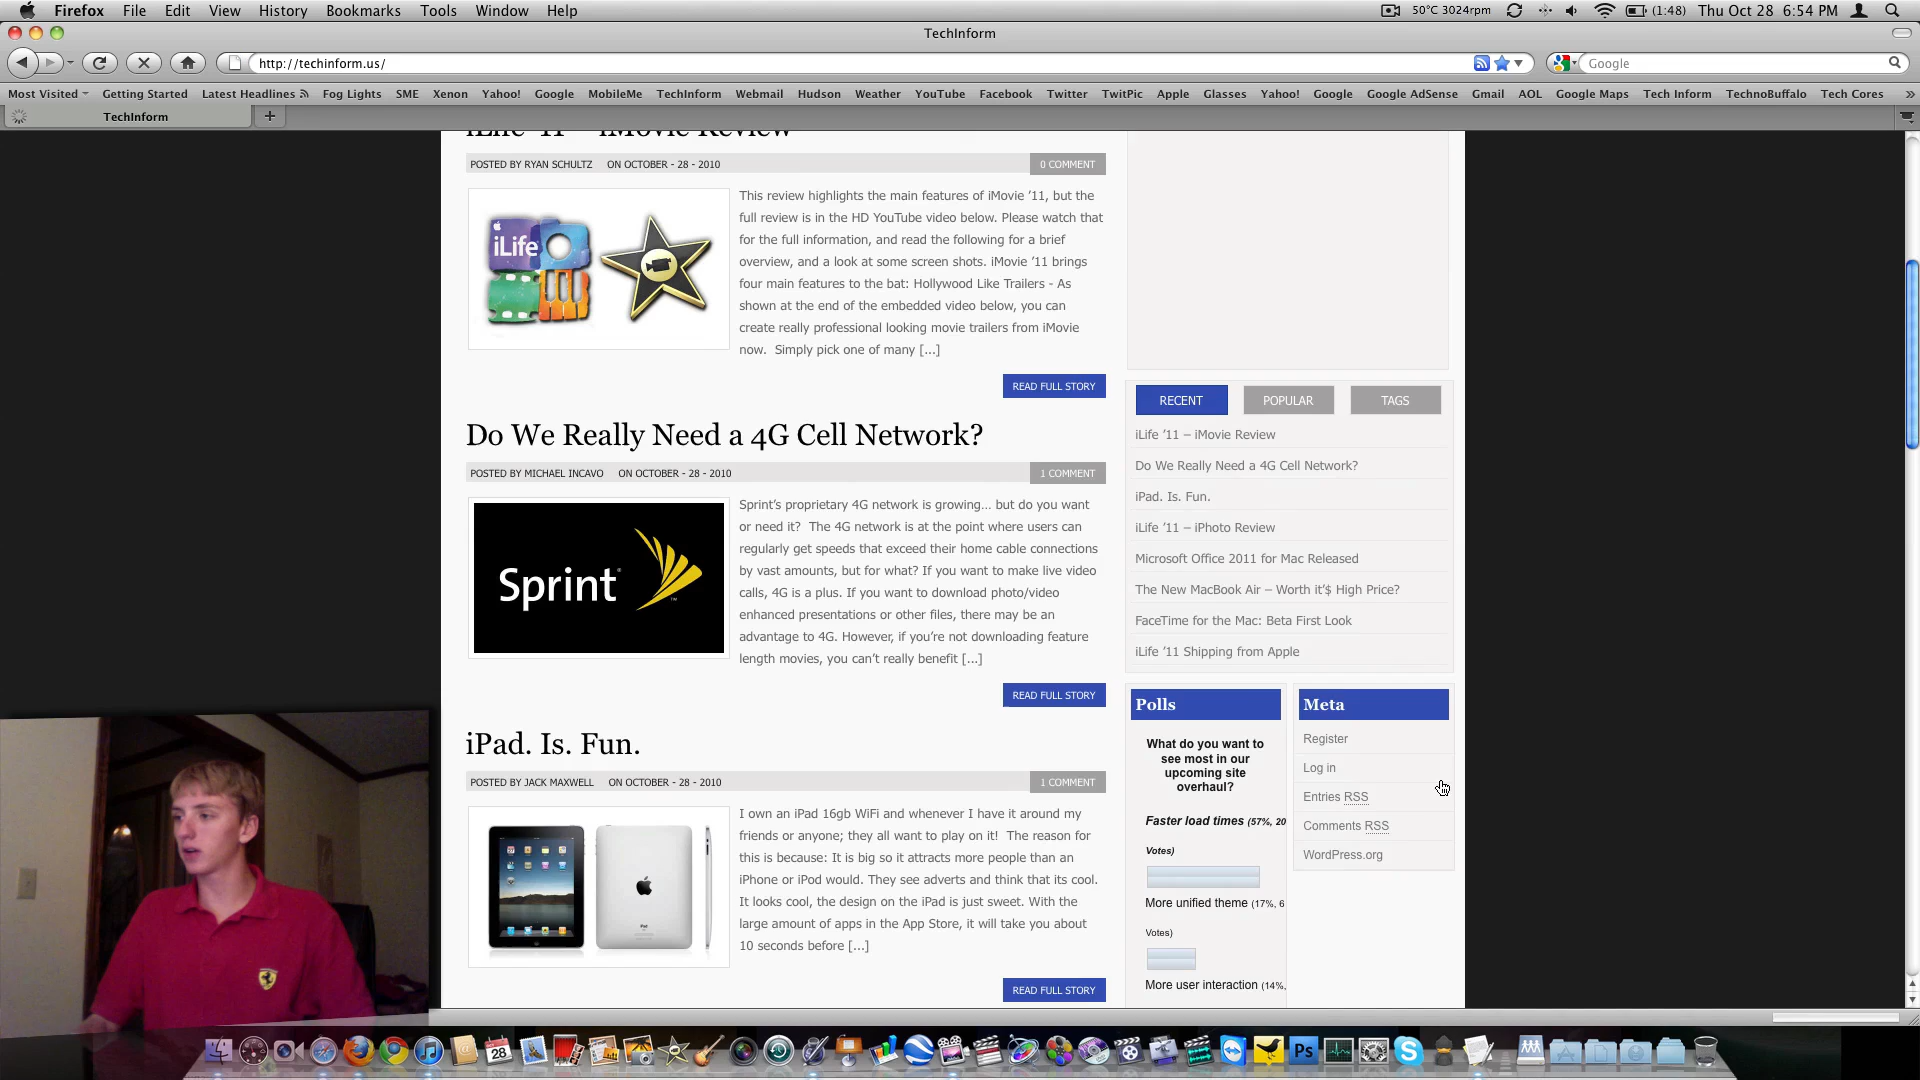 Firefox File Edit View History Bookmarks Tools Window Help 50°C 3024rpm (1:48) Thu Oct 28 6:54 PM
TechInform
http://techinform.us/ Google
Most Visited Getting Started Latest Headlines Fog Lights SME Xenon Yahoo! Google MobileMe TechInform Webmail Hudson Weather YouTube Facebook Twitter TwitPic Apple Glasses Yahoo! Google Google AdSense Gmail AOL Google Maps Tech Inform TechnoBuffalo Tech Cores »
TechInform
iLife '11 – iMovie Review
POSTED BY RYAN SCHULTZ ON OCTOBER - 28 - 2010 0 COMMENT
iLife
This review highlights the main features of iMovie ’11, but the
full review is in the HD YouTube video below. Please watch that
for the full information, and read the following for a brief
overview, and a look at some screen shots. iMovie ’11 brings
four main features to the bat: Hollywood Like Trailers - As
shown at the end of the embedded video below, you can
create really professional looking movie trailers from iMovie
now.  Simply pick one of many [...]
READ FULL STORY
Do We Really Need a 4G Cell Network?
POSTED BY MICHAEL INCAVO ON OCTOBER - 28 - 2010 1 COMMENT
Sprint
Sprint’s proprietary 4G network is growing… but do you want
or need it?  The 4G network is at the point where users can
regularly get speeds that exceed their home cable connections
by vast amounts, but for what? If you want to make live video
calls, 4G is a plus. If you want to download photo/video
enhanced presentations or other files, there may be an
advantage to 4G. However, if you’re not downloading feature
length movies, you can’t really benefit [...]
READ FULL STORY
iPad. Is. Fun.
POSTED BY JACK MAXWELL ON OCTOBER - 28 - 2010 1 COMMENT
I own an iPad 16gb WiFi and whenever I have it around my
friends or anyone; they all want to play on it!  The reason for
this is because: It is big so it attracts more people than an
iPhone or iPod would. They see adverts and think that its cool.
It looks cool, the design on the iPad is just sweet. With the
large amount of apps in the App Store, it will take you about
10 seconds before [...]
READ FULL STORY
RECENT POPULAR TAGS
iLife ’11 – iMovie Review
Do We Really Need a 4G Cell Network?
iPad. Is. Fun.
iLife ’11 – iPhoto Review
Microsoft Office 2011 for Mac Released
The New MacBook Air – Worth it’$ High Price?
FaceTime for the Mac: Beta First Look
iLife ’11 Shipping from Apple
Polls
What do you want to
see most in our
upcoming site
overhaul?
Faster load times (57%, 20
Votes)
More unified theme (17%, 6
Votes)
More user interaction (14%,
Meta
Register
Log in
Entries RSS
Comments RSS
WordPress.org
28
Ps